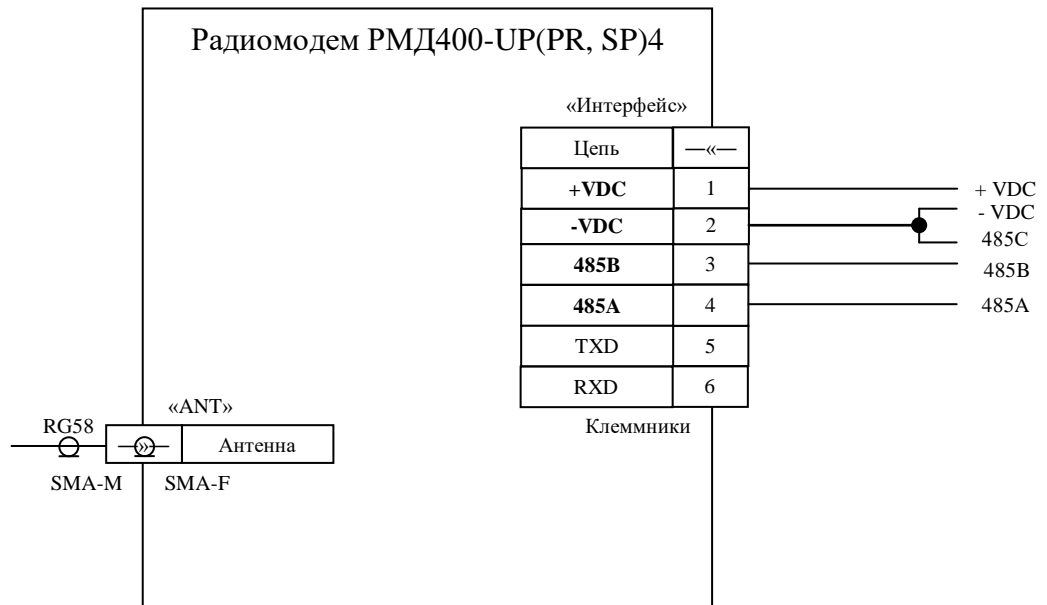 Радиомодем РМД400-UP(PR, SP)4
«Интерфейс»
Цепь —«—
+VDC 1 + VDC
-VDC 2 - VDC
485C
485B 3 485B
485A 4 485A
TXD 5
RXD 6
Клеммники
«ANT»
RG58
—»— Антенна
SMA-M SMA-F